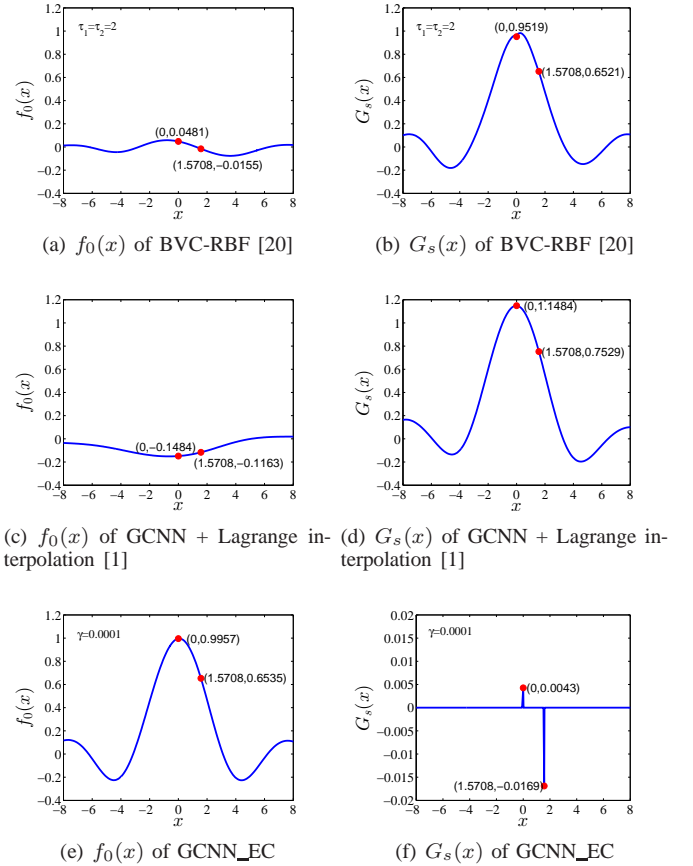 τ₁=τ₂=2
(0,0.0481)
(1.5708,−0.0155)
f₀(x)
1.2
1
0.8
0.6
0.4
0.2
0
−0.2
−0.4
−8 −6 −4 −2 0 2 4 6 8
x
(a) f₀(x) of BVC-RBF [20]
τ₁=τ₂=2
(0,0.9519)
(1.5708,0.6521)
Gₛ(x)
1.2
1
0.8
0.6
0.4
0.2
0
−0.2
−0.4
−8 −6 −4 −2 0 2 4 6 8
x
(b) Gₛ(x) of BVC-RBF [20]
(0,−0.1484)
(1.5708,−0.1163)
f₀(x)
1.2
1
0.8
0.6
0.4
0.2
0
−0.2
−0.4
−8 −6 −4 −2 0 2 4 6 8
x
(c) f₀(x) of GCNN + Lagrange in-
terpolation [1]
(0,1.1484)
(1.5708,0.7529)
Gₛ(x)
1.2
1
0.8
0.6
0.4
0.2
0
−0.2
−0.4
−8 −6 −4 −2 0 2 4 6 8
x
(d) Gₛ(x) of GCNN + Lagrange in-
terpolation [1]
γ=0.0001
(0,0.9957)
(1.5708,0.6535)
f₀(x)
1.2
1
0.8
0.6
0.4
0.2
0
−0.2
−0.4
−8 −6 −4 −2 0 2 4 6 8
x
(e) f₀(x) of GCNN_EC
γ=0.0001
(0,0.0043)
(1.5708,−0.0169)
Gₛ(x)
0.02
0.015
0.01
0.005
0
−0.005
−0.01
−0.015
−0.02
−8 −6 −4 −2 0 2 4 6 8
x
(f) Gₛ(x) of GCNN_EC